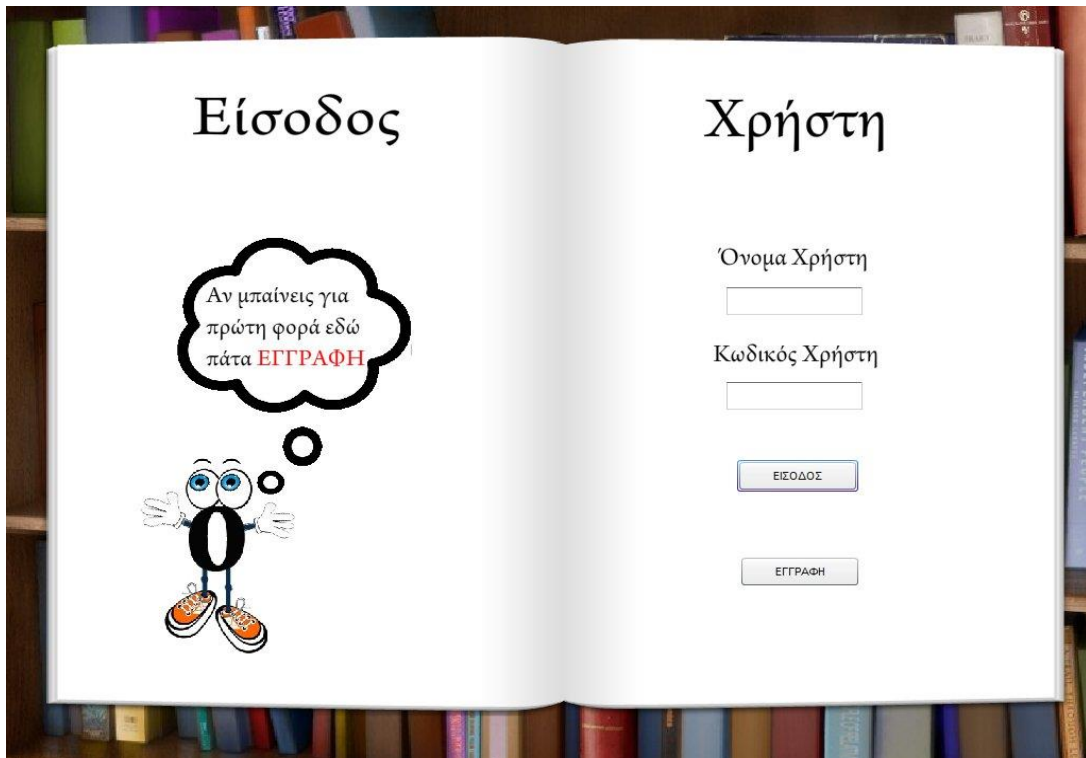 Είσοδος
Χρήστη
Αν μπαίνεις για
πρώτη φορά εδώ
πάτα ΕΓΓΡΑΦΗ
Όνομα Χρήστη
Κωδικός Χρήστη
ΕΙΣΟΔΟΣ
ΕΓΓΡΑΦΗ